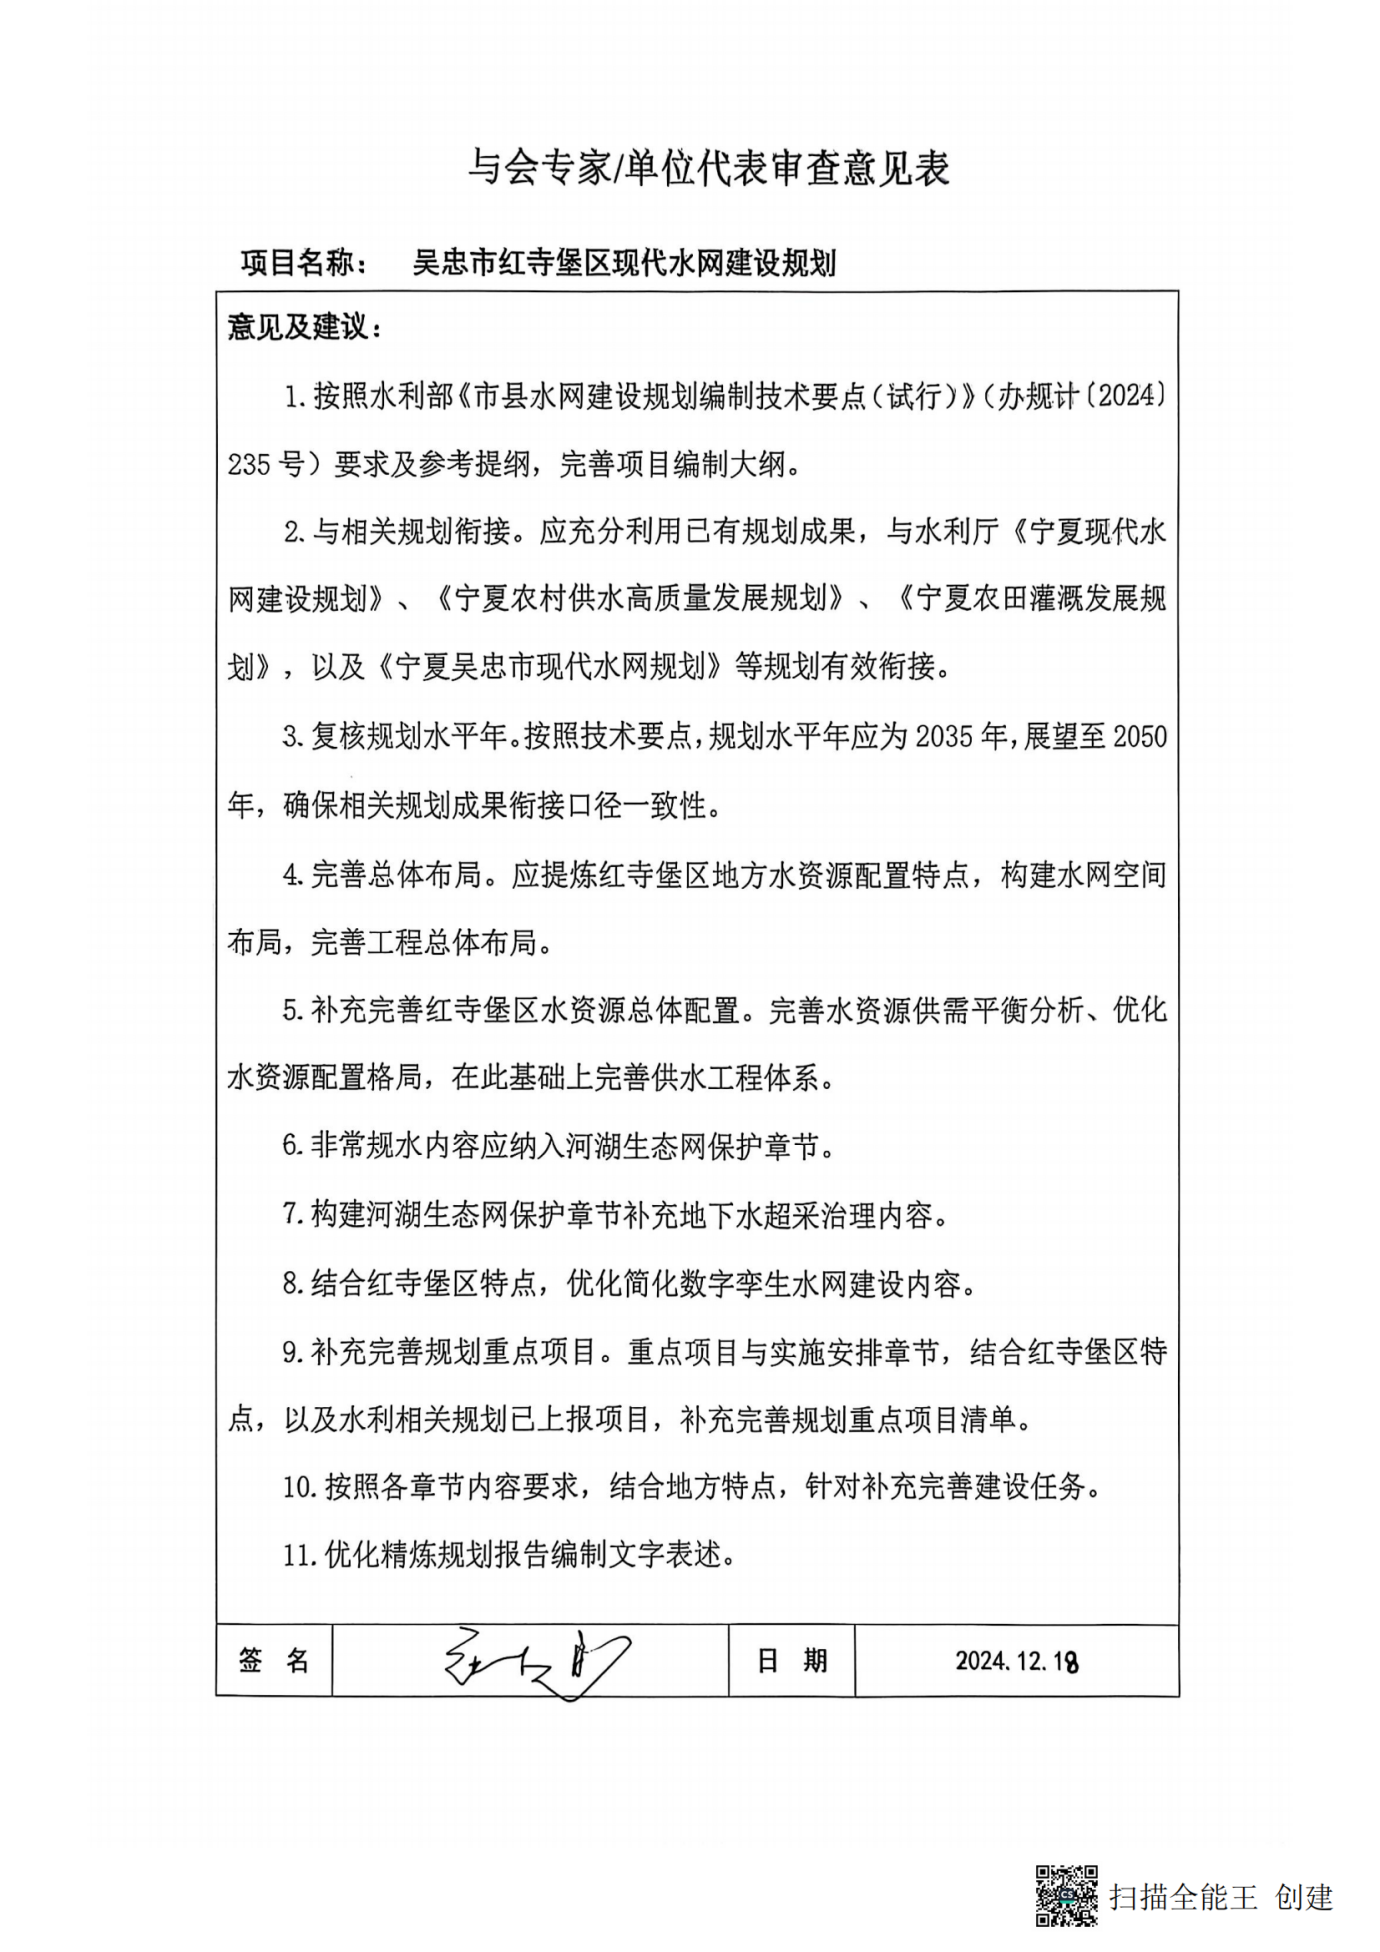 与会专家/单位代表审查意见表
项目名称： 吴忠市红寺堡区现代水网建设规划
意见及建议：
1.按照水利部《市县水网建设规划编制技术要点（试行）》（办规计〔2024〕
235号）要求及参考提纲，完善项目编制大纲。
2.与相关规划衔接。应充分利用已有规划成果，与水利厅《宁夏现代水
网建设规划》、《宁夏农村供水高质量发展规划》、《宁夏农田灌溉发展规
划》，以及《宁夏吴忠市现代水网规划》等规划有效衔接。
3.复核规划水平年。按照技术要点，规划水平年应为2035年，展望至2050
年，确保相关规划成果衔接口径一致性。
4.完善总体布局。应提炼红寺堡区地方水资源配置特点，构建水网空间
布局，完善工程总体布局。
5.补充完善红寺堡区水资源总体配置。完善水资源供需平衡分析、优化
水资源配置格局，在此基础上完善供水工程体系。
6.非常规水内容应纳入河湖生态网保护章节。
7.构建河湖生态网保护章节补充地下水超采治理内容。
8.结合红寺堡区特点，优化简化数字孪生水网建设内容。
9.补充完善规划重点项目。重点项目与实施安排章节，结合红寺堡区特
点，以及水利相关规划已上报项目，补充完善规划重点项目清单。
10.按照各章节内容要求，结合地方特点，针对补充完善建设任务。
11.优化精炼规划报告编制文字表述。
签 名 日 期 2024.12.18
扫描全能王 创建